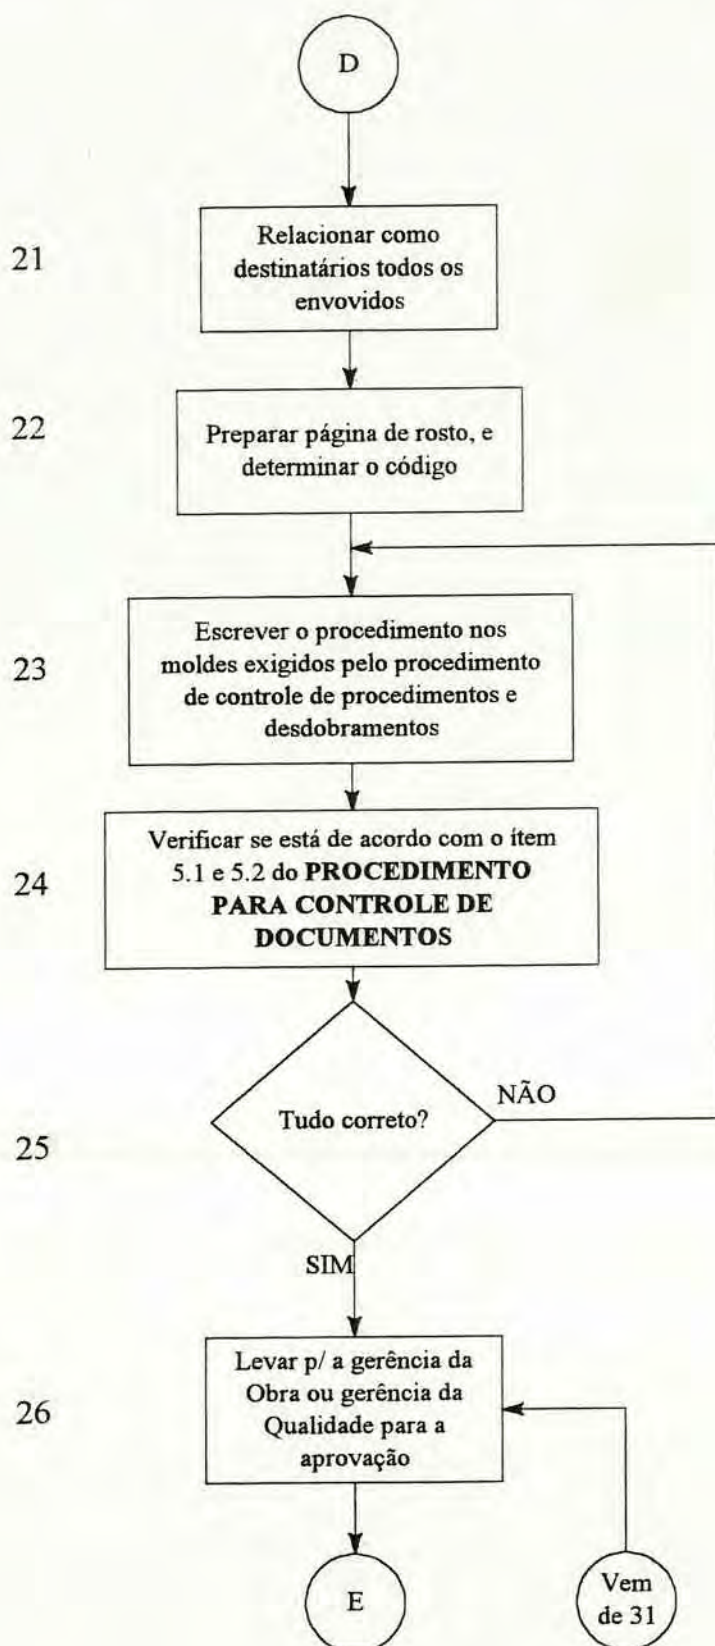 D
21
Relacionar como
destinatários todos os
envovidos
22
Preparar página de rosto, e
determinar o código
23
Escrever o procedimento nos
moldes exigidos pelo procedimento
de controle de procedimentos e
desdobramentos
24
Verificar se está de acordo com o ítem
5.1 e 5.2 do PROCEDIMENTO
PARA CONTROLE DE
DOCUMENTOS
25
Tudo correto?
NÃO
SIM
26
Levar p/ a gerência da
Obra ou gerência da
Qualidade para a
aprovação
E
Vem
de 31